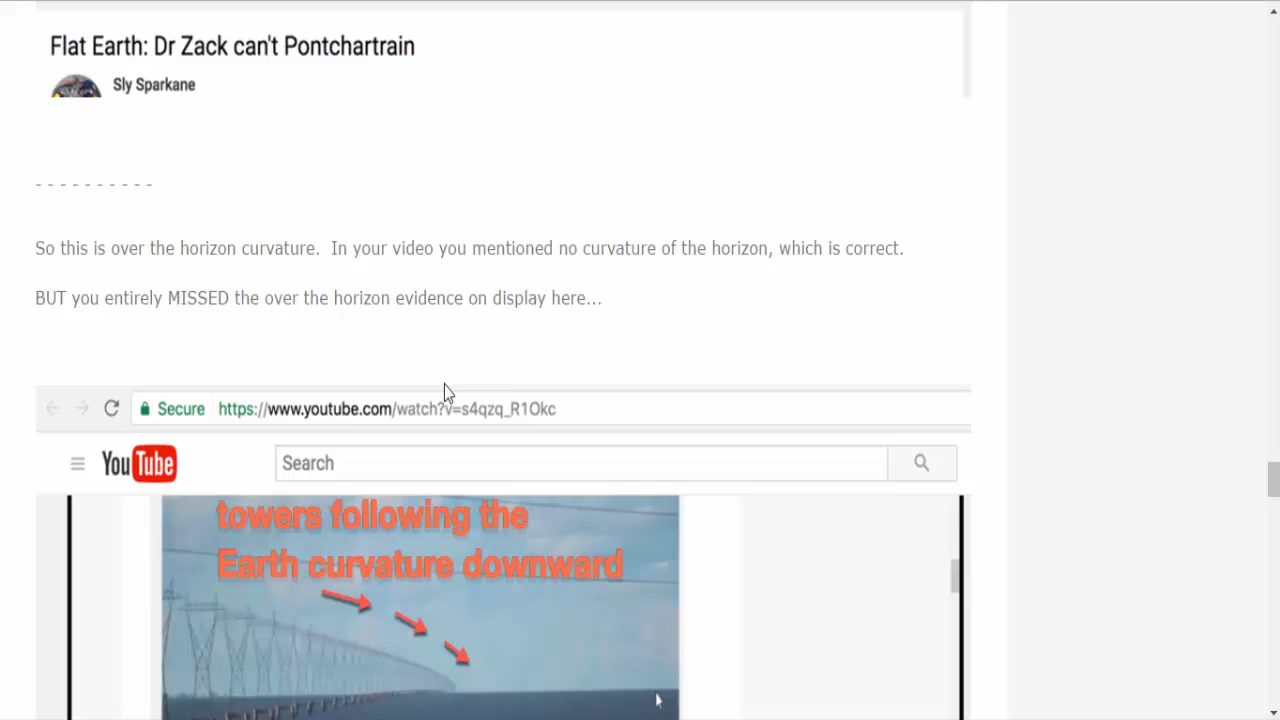 Flat Earth: Dr Zack can't Pontchartrain
Sly Sparkane
- - - - - - - - - -
So this is over the horizon curvature.  In your video you mentioned no curvature of the horizon, which is correct.
BUT you entirely MISSED the over the horizon evidence on display here...
Secure https://www.youtube.com/watch?v=s4qzq_R1Okc
YouTube Search
towers following the
Earth curvature downward